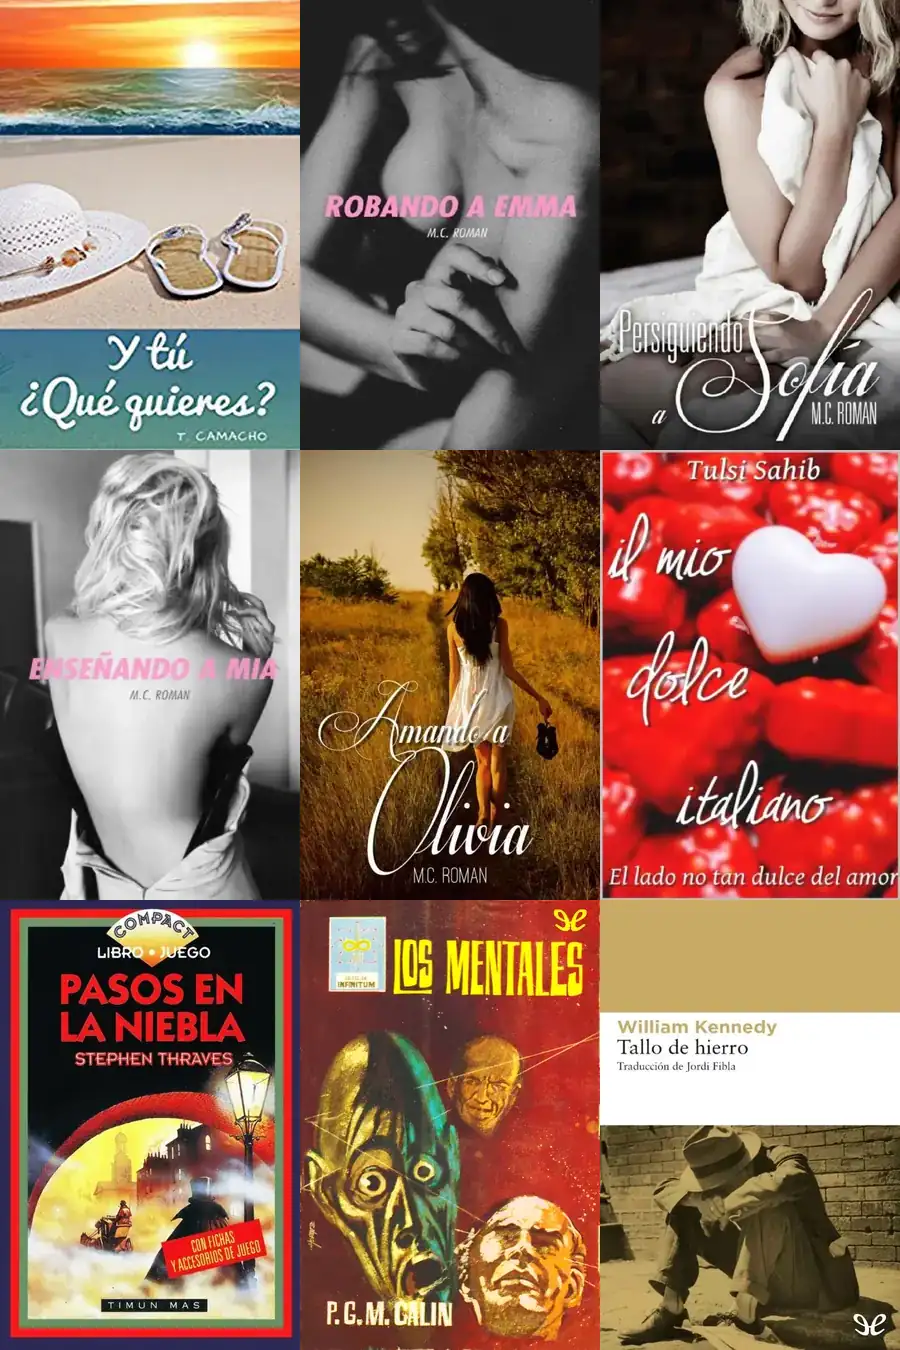 Y tú
¿Qué quieres?
T. CAMACHO
ROBANDO A EMMA
M.C. ROMAN
Persiguiendo
a Sofía
M.C. ROMAN
ENSEÑANDO A MIA
M.C. ROMAN
Amando a
Olivia
M.C. ROMAN
Tulsi Sahib
il mio
dolce
italiano
El lado no tan dulce del amor
COMPACT
LIBRO • JUEGO
PASOS EN
LA NIEBLA
STEPHEN THRAVES
CON FICHAS
Y ACCESORIOS DE JUEGO
TIMUN MAS
INFINITUM
LOS MENTALES
P.G.M. CALIN
William Kennedy
Tallo de hierro
Traducción de Jordi Fibla